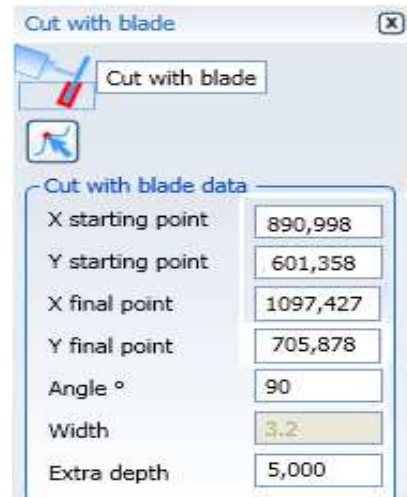 Cut with blade
Cut with blade
Cut with blade data
X starting point 890,998
Y starting point 601,358
X final point 1097,427
Y final point 705,878
Angle ° 90
Width 3.2
Extra depth 5,000